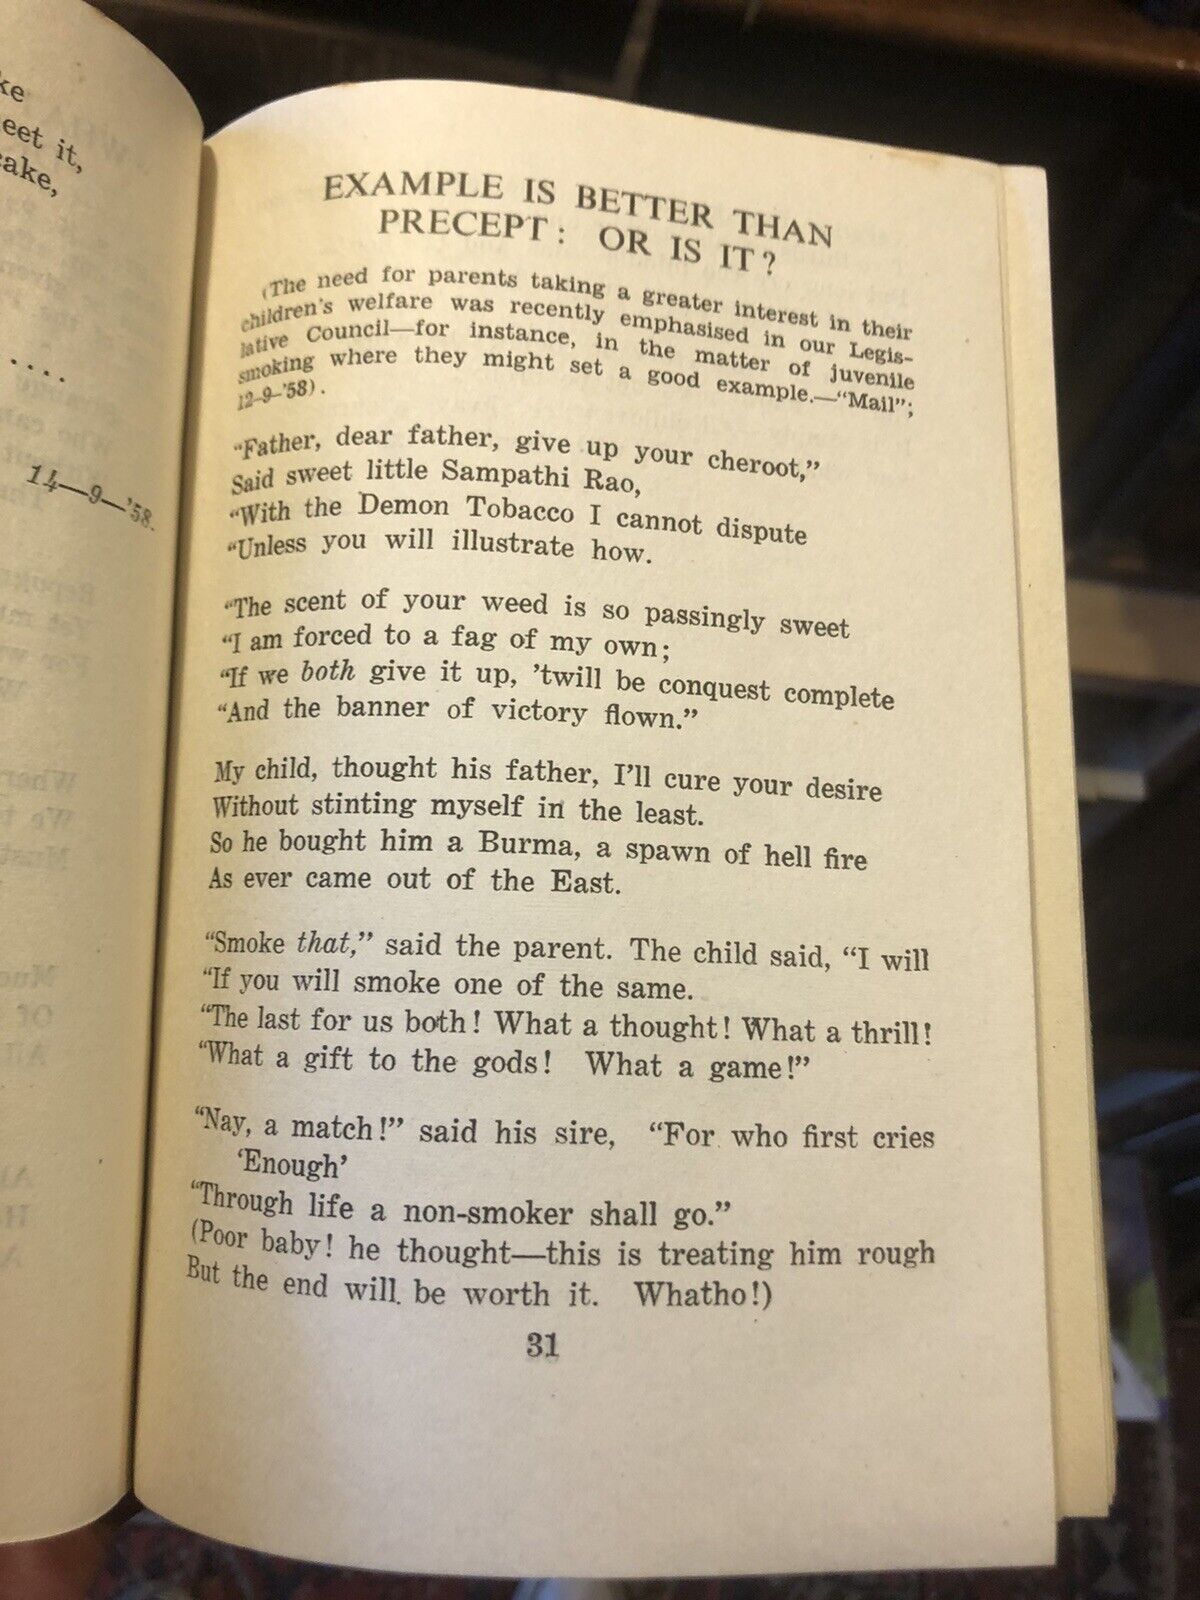 ke
eet it,
cake,
....
14—9—'58.
EXAMPLE IS BETTER THAN
PRECEPT: OR IS IT?
(The need for parents taking a greater interest in their
children's welfare was recently emphasised in our Legis-
lative Council—for instance, in the matter of juvenile
smoking where they might set a good example.—"Mail";
12-9-'58).
"Father, dear father, give up your cheroot,"
Said sweet little Sampathi Rao,
"With the Demon Tobacco I cannot dispute
"Unless you will illustrate how.
"The scent of your weed is so passingly sweet
"I am forced to a fag of my own;
"If we both give it up, 'twill be conquest complete
"And the banner of victory flown."
My child, thought his father, I'll cure your desire
Without stinting myself in the least.
So he bought him a Burma, a spawn of hell fire
As ever came out of the East.
"Smoke that," said the parent. The child said, "I will
"If you will smoke one of the same.
"The last for us both! What a thought! What a thrill!
"What a gift to the gods! What a game!"
"Nay, a match!" said his sire, "For who first cries
'Enough'
"Through life a non-smoker shall go."
(Poor baby! he thought—this is treating him rough
But the end will. be worth it. Whatho!)
31